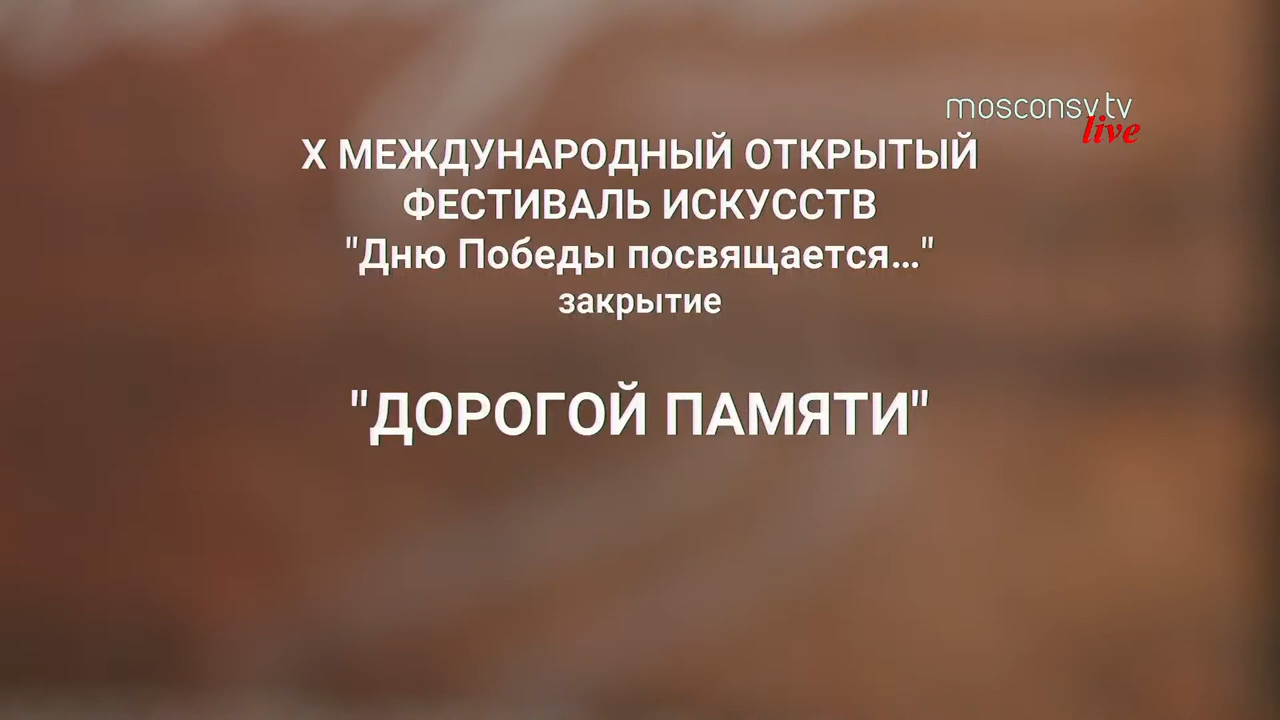 mosconsv.tv
live
X МЕЖДУНАРОДНЫЙ ОТКРЫТЫЙ
ФЕСТИВАЛЬ ИСКУССТВ
"Дню Победы посвящается..."
закрытие
"ДОРОГОЙ ПАМЯТИ"